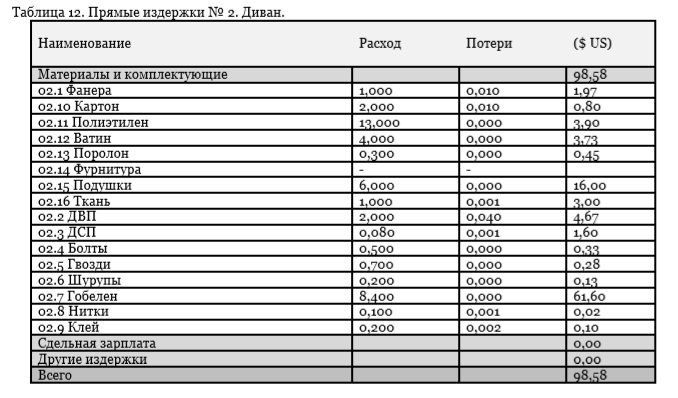 Таблица 12. Прямые издержки № 2. Диван.
Наименование Расход Потери ($ US)
Материалы и комплектующие 98,58
02.1 Фанера 1,000 0,010 1,97
02.10 Картон 2,000 0,010 0,80
02.11 Полиэтилен 13,000 0,000 3,90
02.12 Ватин 4,000 0,000 3,73
02.13 Поролон 0,300 0,000 0,45
02.14 Фурнитура - -
02.15 Подушки 6,000 0,000 16,00
02.16 Ткань 1,000 0,001 3,00
02.2 ДВП 2,000 0,040 4,67
02.3 ДСП 0,080 0,001 1,60
02.4 Болты 0,500 0,000 0,33
02.5 Гвозди 0,700 0,000 0,28
02.6 Шурупы 0,200 0,000 0,13
02.7 Гобелен 8,400 0,000 61,60
02.8 Нитки 0,100 0,001 0,02
02.9 Клей 0,200 0,002 0,10
Сдельная зарплата 0,00
Другие издержки 0,00
Всего 98,58